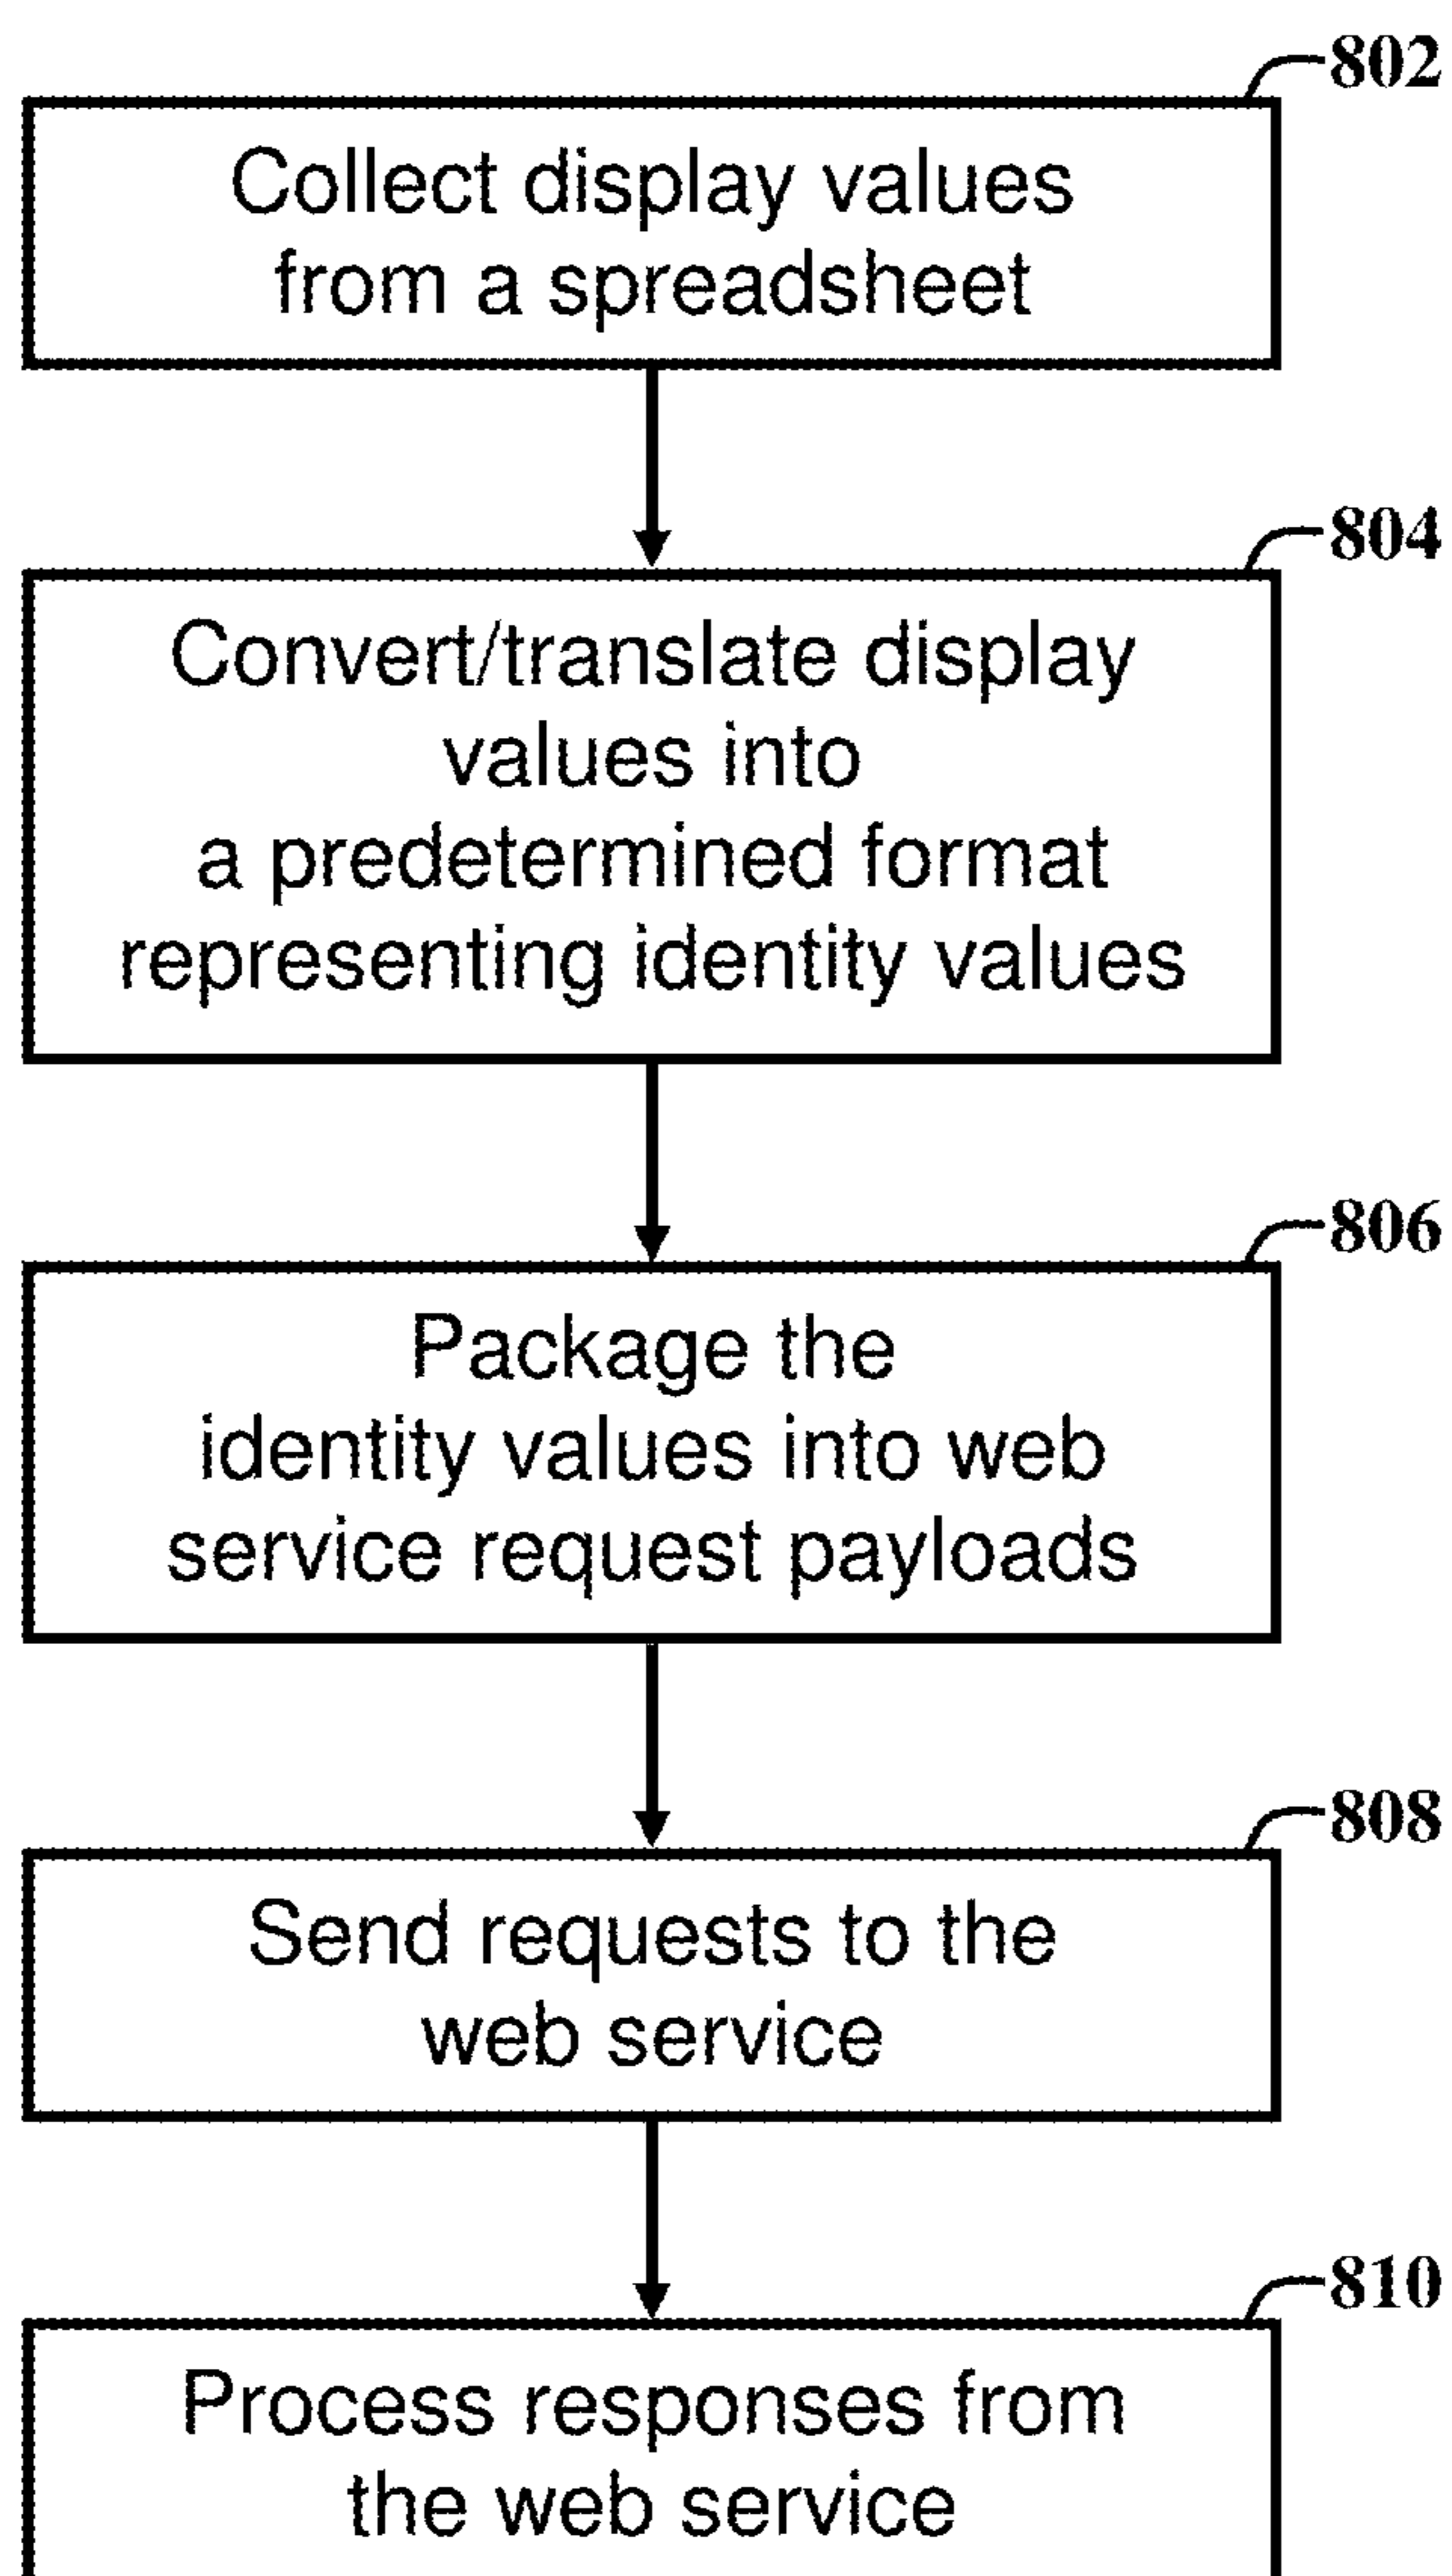 802
Collect display values
from a spreadsheet
804
Convert/translate display
values into
a predetermined format
representing identity values
806
Package the
identity values into web
service request payloads
808
Send requests to the
web service
810
Process responses from
the web service